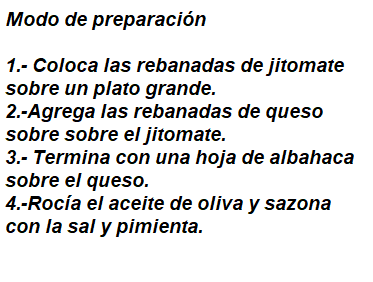 Modo de preparación
1.- Coloca las rebanadas de jitomate
sobre un plato grande.
2.-Agrega las rebanadas de queso
sobre sobre el jitomate.
3.- Termina con una hoja de albahaca
sobre el queso.
4.-Rocía el aceite de oliva y sazona
con la sal y pimienta.